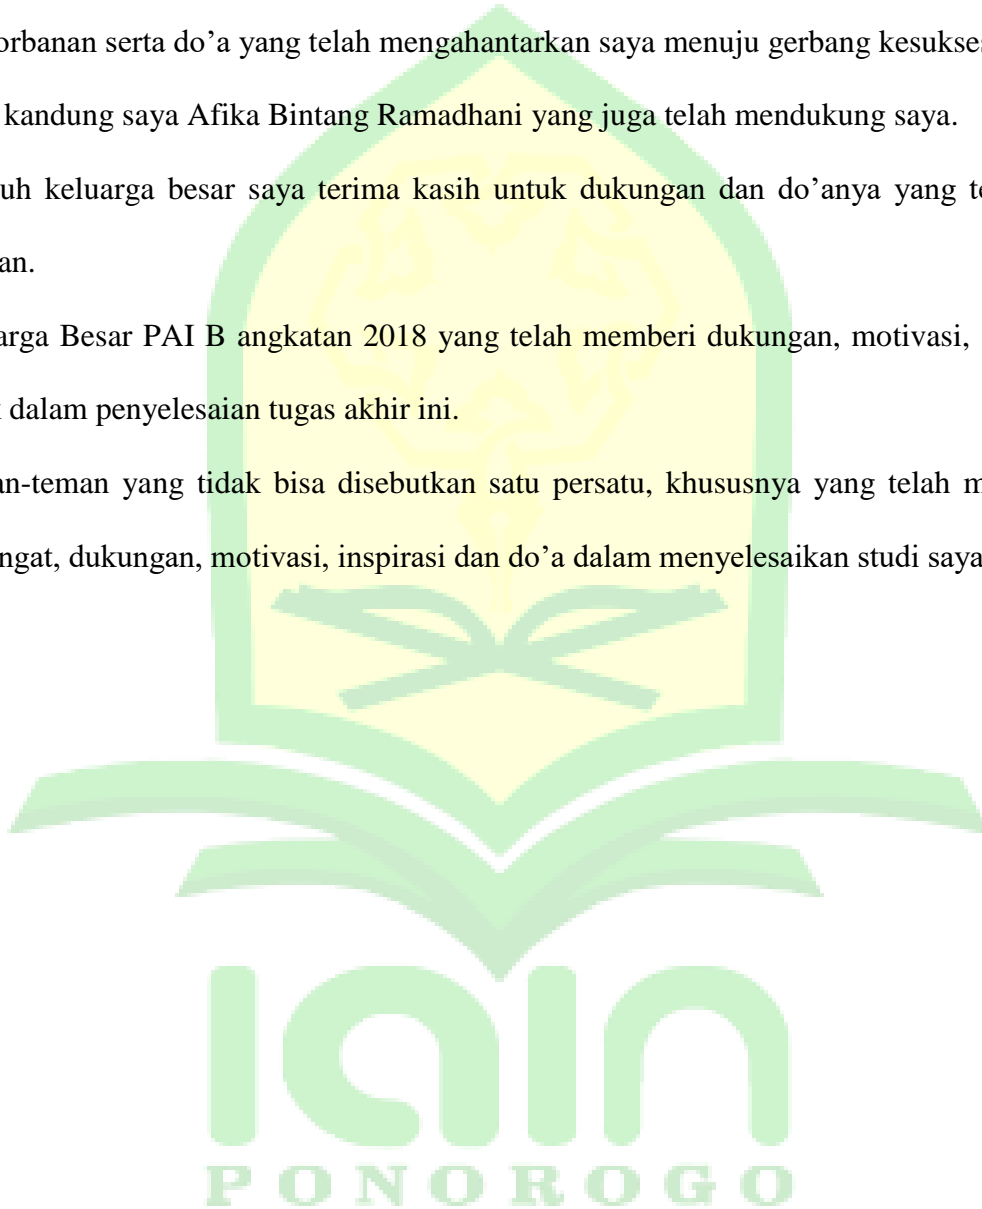 orbanan serta do’a yang telah mengahantarkan saya menuju gerbang kesukses
kandung saya Afika Bintang Ramadhani yang juga telah mendukung saya.
uh keluarga besar saya terima kasih untuk dukungan dan do’anya yang te
an.
arga Besar PAI B angkatan 2018 yang telah memberi dukungan, motivasi,
dalam penyelesaian tugas akhir ini.
an-teman yang tidak bisa disebutkan satu persatu, khususnya yang telah m
ngat, dukungan, motivasi, inspirasi dan do’a dalam menyelesaikan studi saya
iain
PONOROGO